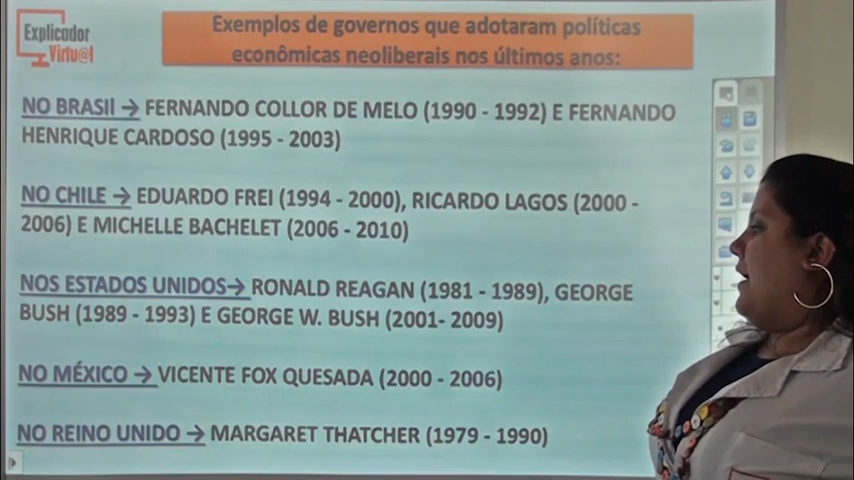 Explicador
Virtu@l
Exemplos de governos que adotaram políticas
econômicas neoliberais nos últimos anos:
NO BRASIL → FERNANDO COLLOR DE MELO (1990 - 1992) E FERNANDO
HENRIQUE CARDOSO (1995 - 2003)
NO CHILE → EDUARDO FREI (1994 - 2000), RICARDO LAGOS (2000 -
2006) E MICHELLE BACHELET (2006 - 2010)
NOS ESTADOS UNIDOS→ RONALD REAGAN (1981 - 1989), GEORGE
BUSH (1989 - 1993) E GEORGE W. BUSH (2001- 2009)
NO MÉXICO → VICENTE FOX QUESADA (2000 - 2006)
NO REINO UNIDO → MARGARET THATCHER (1979 - 1990)